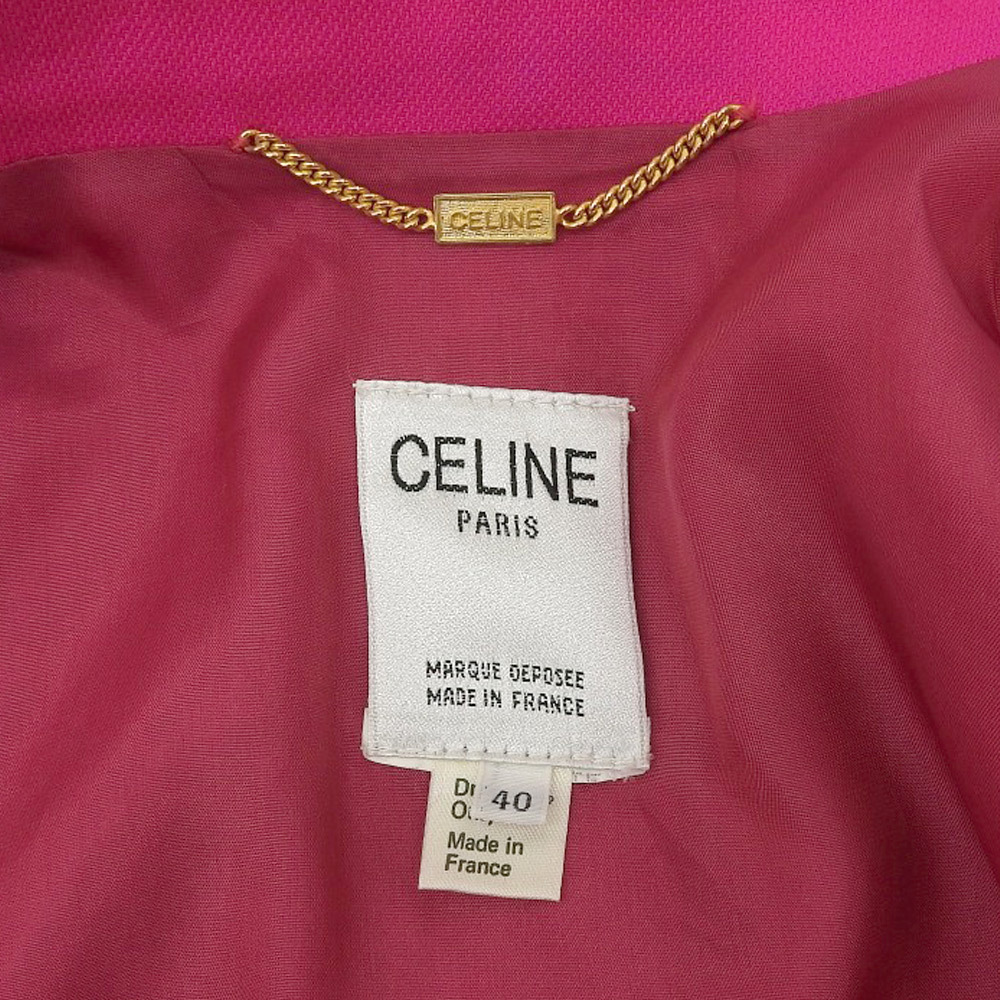 CELINE
CELINE
PARIS
MARQUE DEPOSEE
MADE IN FRANCE
40
Made in
France